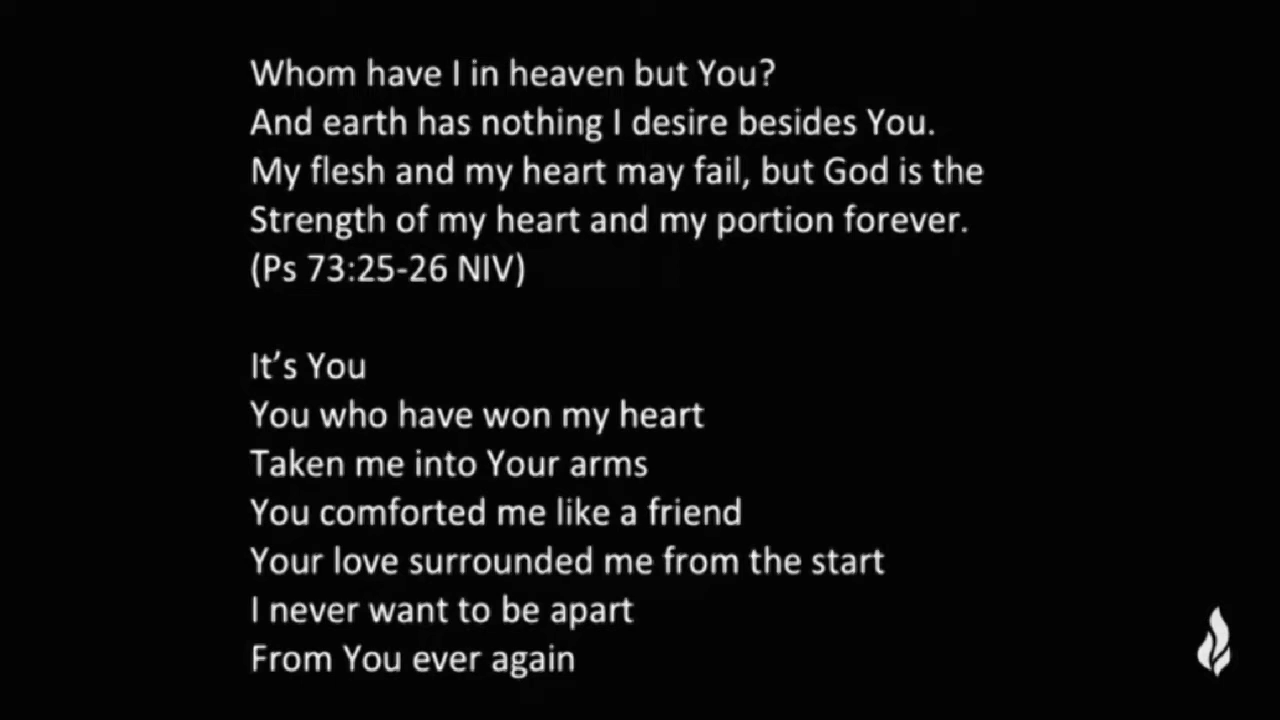 Whom have I in heaven but You?
And earth has nothing I desire besides You.
My flesh and my heart may fail, but God is the
Strength of my heart and my portion forever.
(Ps 73:25-26 NIV)
It’s You
You who have won my heart
Taken me into Your arms
You comforted me like a friend
Your love surrounded me from the start
I never want to be apart
From You ever again